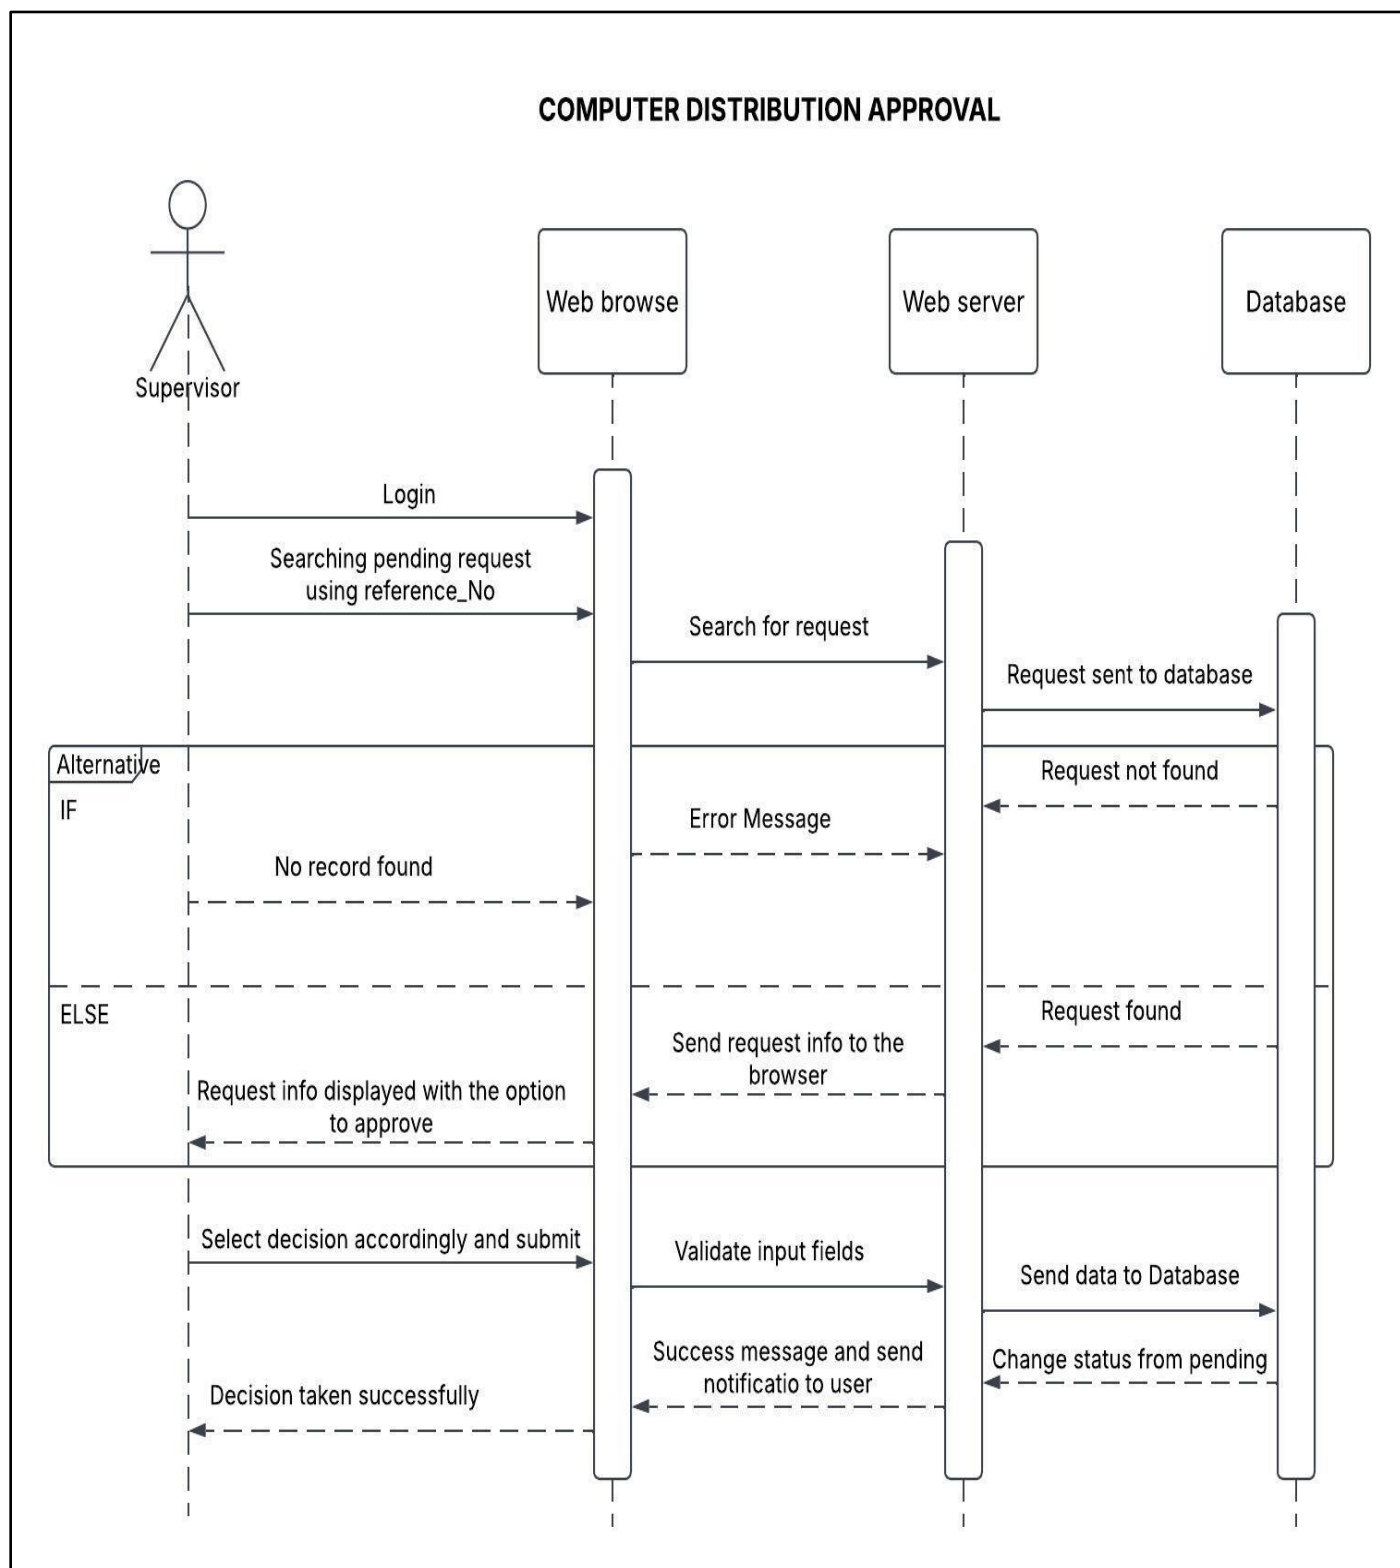 COMPUTER DISTRIBUTION APPROVAL
Supervisor
Web browse
Web server
Database
Login
Searching pending request
using reference_No
Search for request
Request sent to database
Alternative
IF
Request not found
Error Message
No record found
ELSE
Request found
Send request info to the
browser
Request info displayed with the option
to approve
Select decision accordingly and submit
Validate input fields
Send data to Database
Success message and send
notificatio to user
Change status from pending
Decision taken successfully